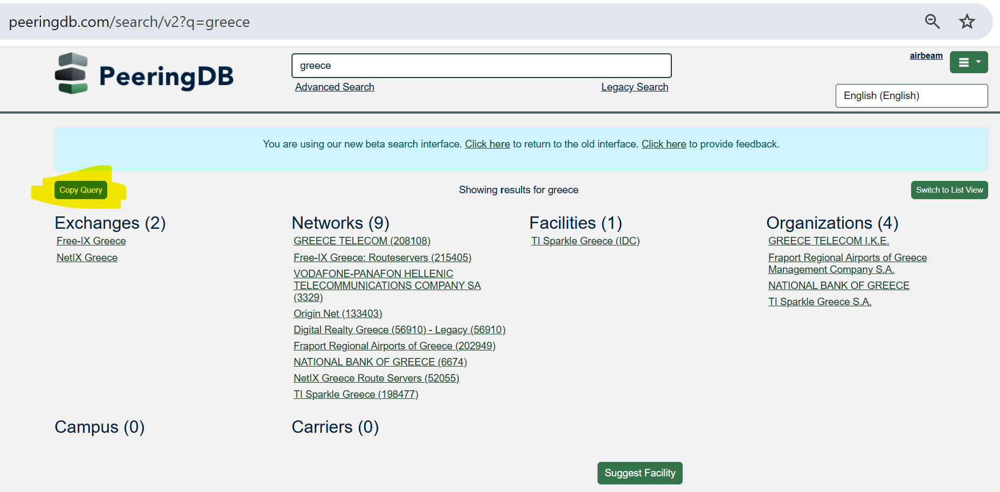 peeringdb.com/search/v2?q=greece
PeeringDB
greece
Advanced Search
Legacy Search
airbeam
English (English)
You are using our new beta search interface. Click here to return to the old interface. Click here to provide feedback.
Copy Query
Showing results for greece
Switch to List View
Exchanges (2)
Free-IX Greece
NetIX Greece
Networks (9)
GREECE TELECOM (208108)
Free-IX Greece: Routeservers (215405)
VODAFONE-PANAFON HELLENIC
TELECOMMUNICATIONS COMPANY SA
(3329)
Origin Net (133403)
Digital Realty Greece (56910) - Legacy (56910)
Fraport Regional Airports of Greece (202949)
NATIONAL BANK OF GREECE (6674)
NetIX Greece Route Servers (52055)
TI Sparkle Greece (198477)
Facilities (1)
TI Sparkle Greece (IDC)
Organizations (4)
GREECE TELECOM I.K.E.
Fraport Regional Airports of Greece
Management Company S.A.
NATIONAL BANK OF GREECE
TI Sparkle Greece S.A.
Campus (0)
Carriers (0)
Suggest Facility